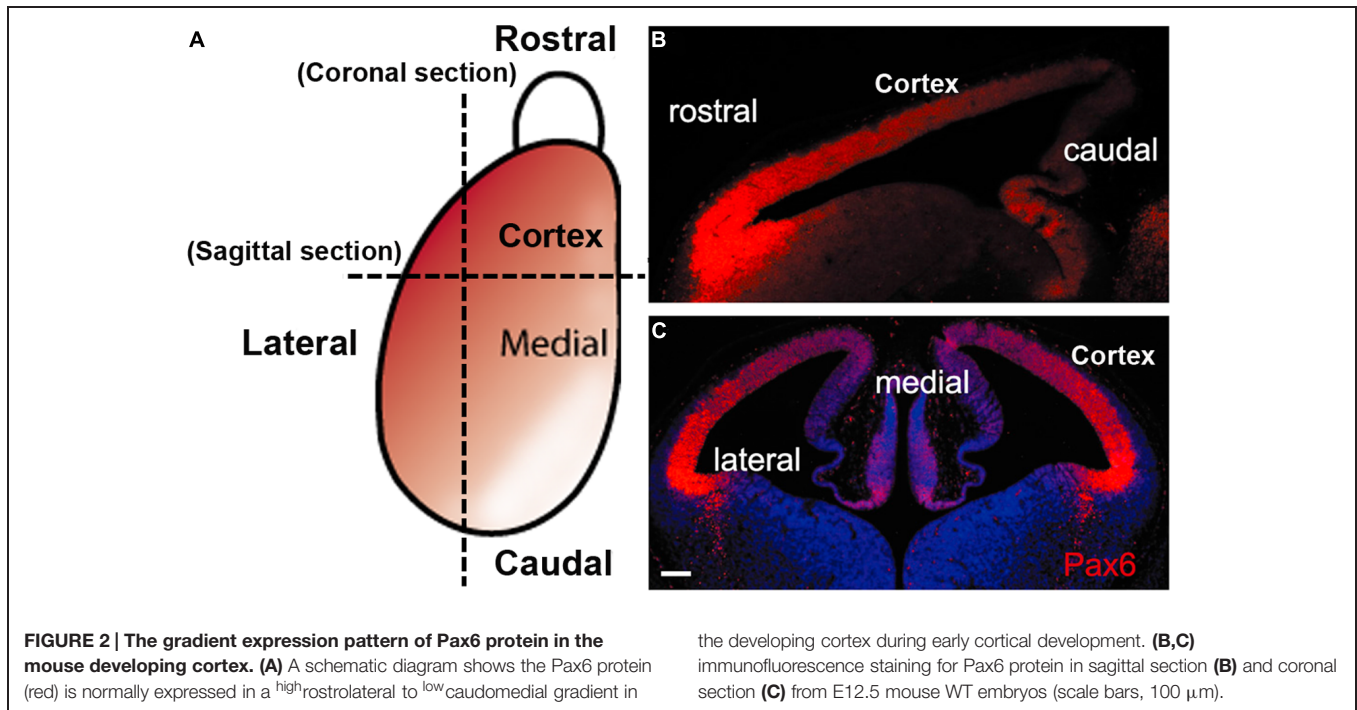 A
Rostral
(Coronal section)
Cortex
(Sagittal section)
Lateral
Medial
Caudal
B
Cortex
rostral
caudal
C
Cortex
medial
lateral
Pax6
FIGURE 2 | The gradient expression pattern of Pax6 protein in the
mouse developing cortex. (A) A schematic diagram shows the Pax6 protein
(red) is normally expressed in a highrostrolateral to lowcaudomedial gradient in
the developing cortex during early cortical development. (B,C)
immunofluorescence staining for Pax6 protein in sagittal section (B) and coronal
section (C) from E12.5 mouse WT embryos (scale bars, 100 μm).